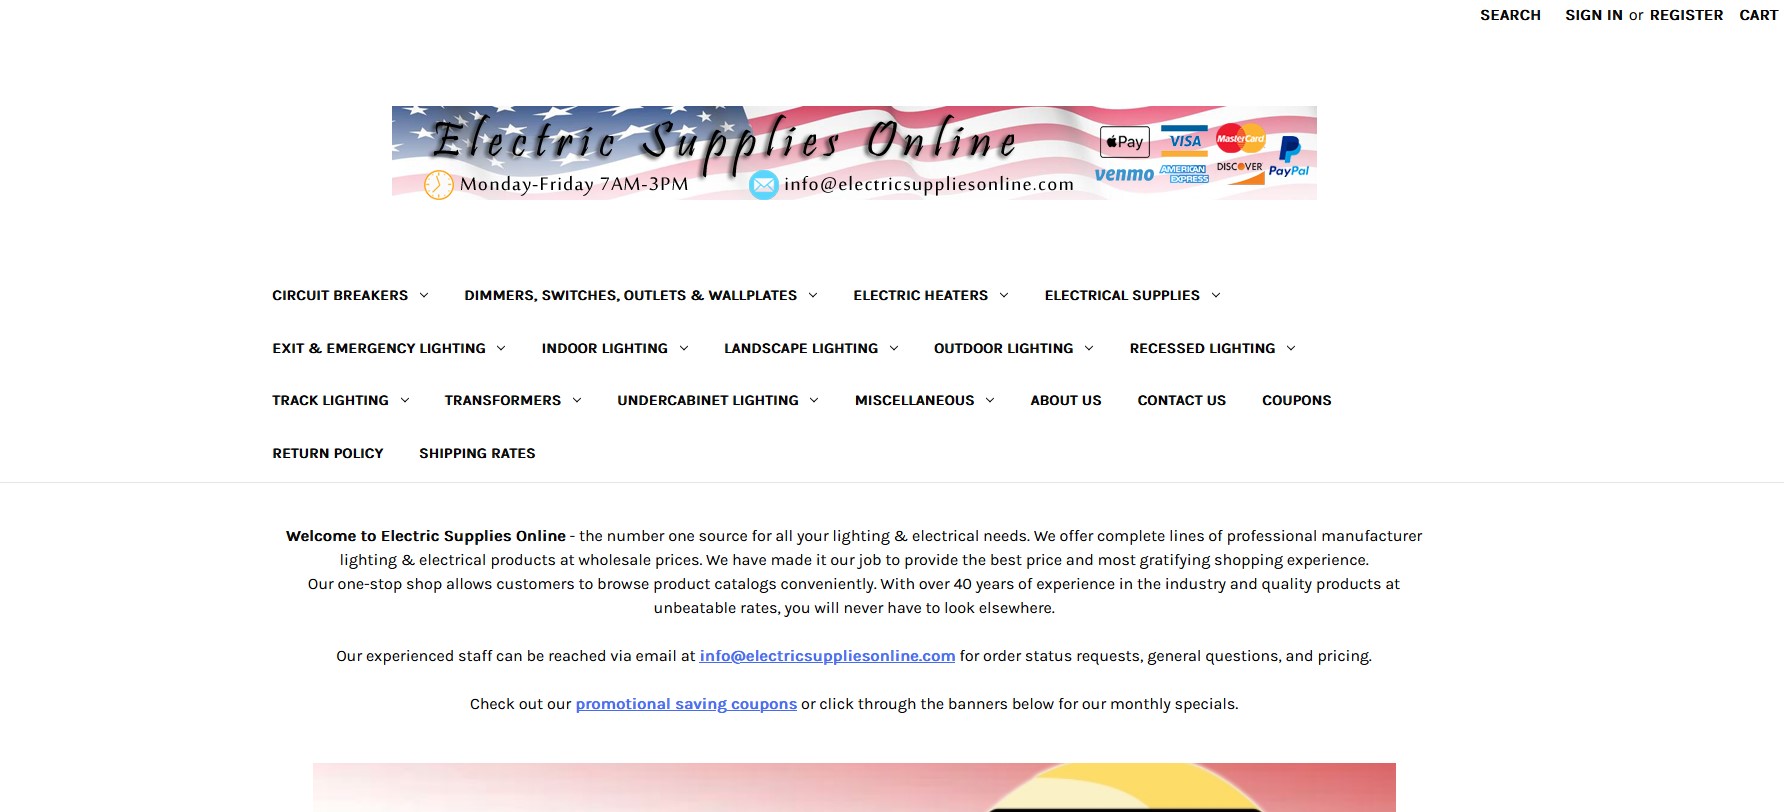 SEARCH SIGN IN or REGISTER CART
Electric Supplies Online
Pay VISA MasterCard
venmo AMERICAN EXPRESS DISCOVER PayPal
Monday-Friday 7AM-3PM info@electricsuppliesonline.com
CIRCUIT BREAKERS DIMMERS, SWITCHES, OUTLETS & WALLPLATES ELECTRIC HEATERS ELECTRICAL SUPPLIES
EXIT & EMERGENCY LIGHTING INDOOR LIGHTING LANDSCAPE LIGHTING OUTDOOR LIGHTING RECESSED LIGHTING
TRACK LIGHTING TRANSFORMERS UNDERCABINET LIGHTING MISCELLANEOUS ABOUT US CONTACT US COUPONS
RETURN POLICY SHIPPING RATES
Welcome to Electric Supplies Online - the number one source for all your lighting & electrical needs. We offer complete lines of professional manufacturer
lighting & electrical products at wholesale prices. We have made it our job to provide the best price and most gratifying shopping experience.
Our one-stop shop allows customers to browse product catalogs conveniently. With over 40 years of experience in the industry and quality products at
unbeatable rates, you will never have to look elsewhere.
Our experienced staff can be reached via email at info@electricsuppliesonline.com for order status requests, general questions, and pricing.
Check out our promotional saving coupons or click through the banners below for our monthly specials.